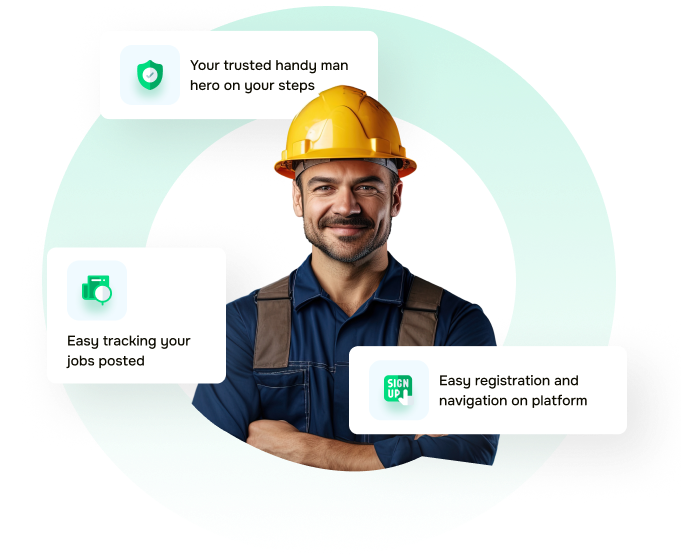 Your trusted handy man
hero on your steps
Easy tracking your
jobs posted
SIGN
UP
Easy registration and
navigation on platform